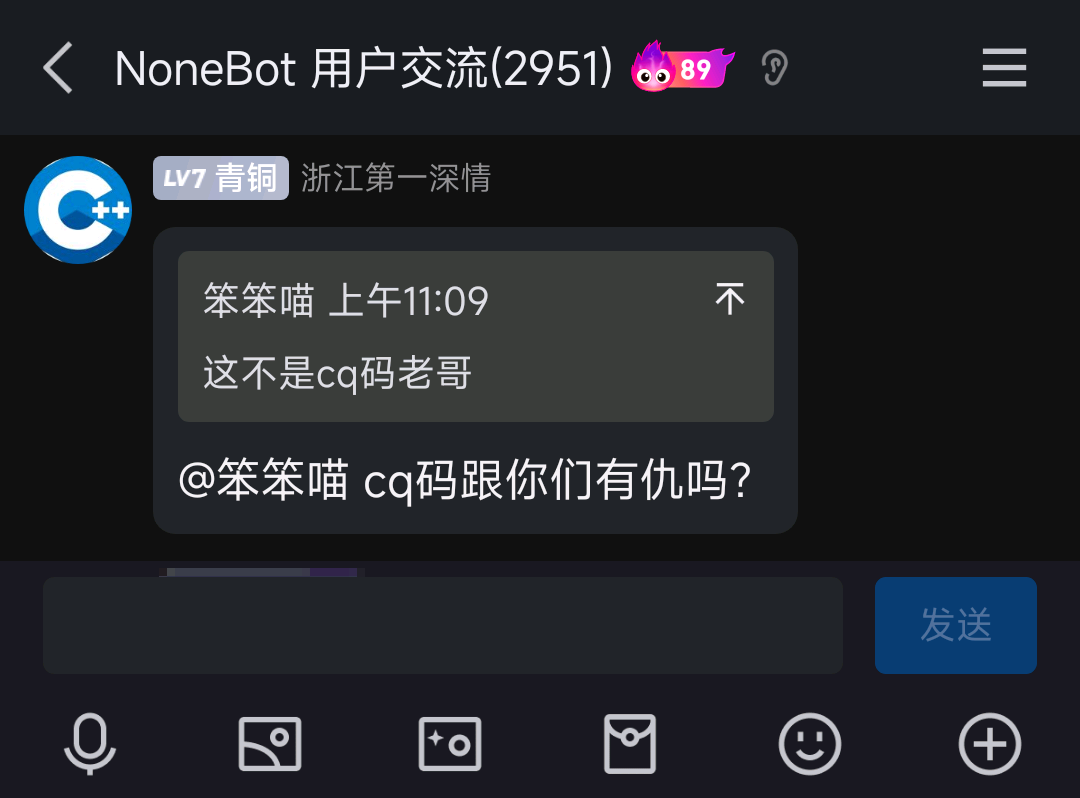 NoneBot 用户交流(2951) 89
C++
LV7 青铜 浙江第一深情
笨笨喵 上午11:09
这不是cq码老哥
@笨笨喵 cq码跟你们有仇吗?
发送